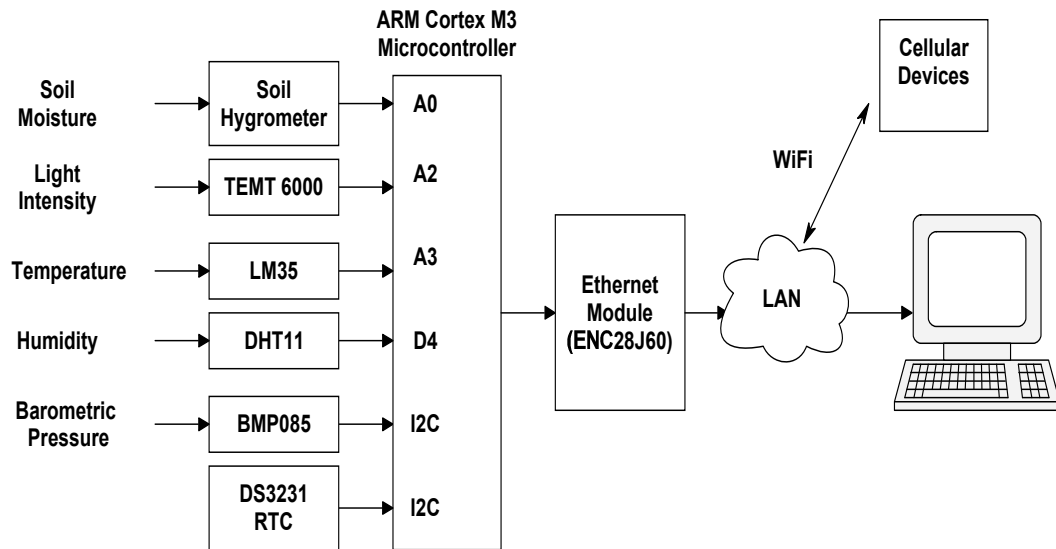 ARM Cortex M3
Microcontroller
Soil
Moisture
Soil
Hygrometer
A0
Light
Intensity
TEMT 6000
A2
Temperature
LM35
A3
Humidity
DHT11
D4
Barometric
Pressure
BMP085
I2C
DS3231
RTC
I2C
Ethernet
Module
(ENC28J60)
LAN
WiFi
Cellular
Devices